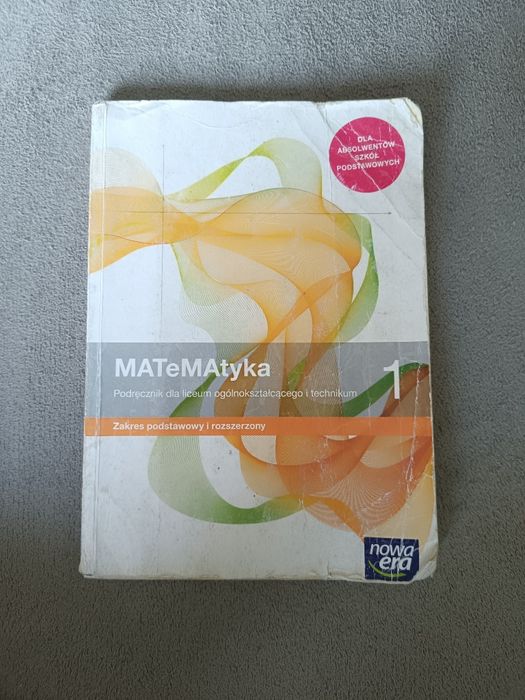 DLA
ABSOLWENTÓW
SZKÓŁ
PODSTAWOWYCH
MATeMAtyka 1
Podręcznik dla liceum ogólnokształcącego i technikum
Zakres podstawowy i rozszerzony
nowa
era